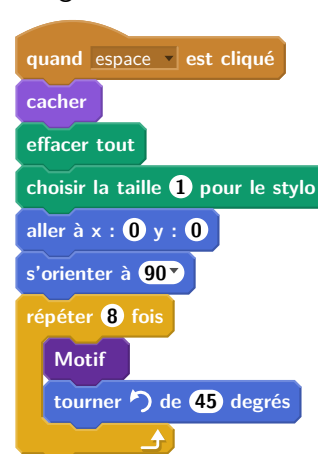 quand espace est cliqué
cacher
effacer tout
choisir la taille 1 pour le stylo
aller à x : 0 y : 0
s'orienter à 90
répéter 8 fois
Motif
tourner de 45 degrés